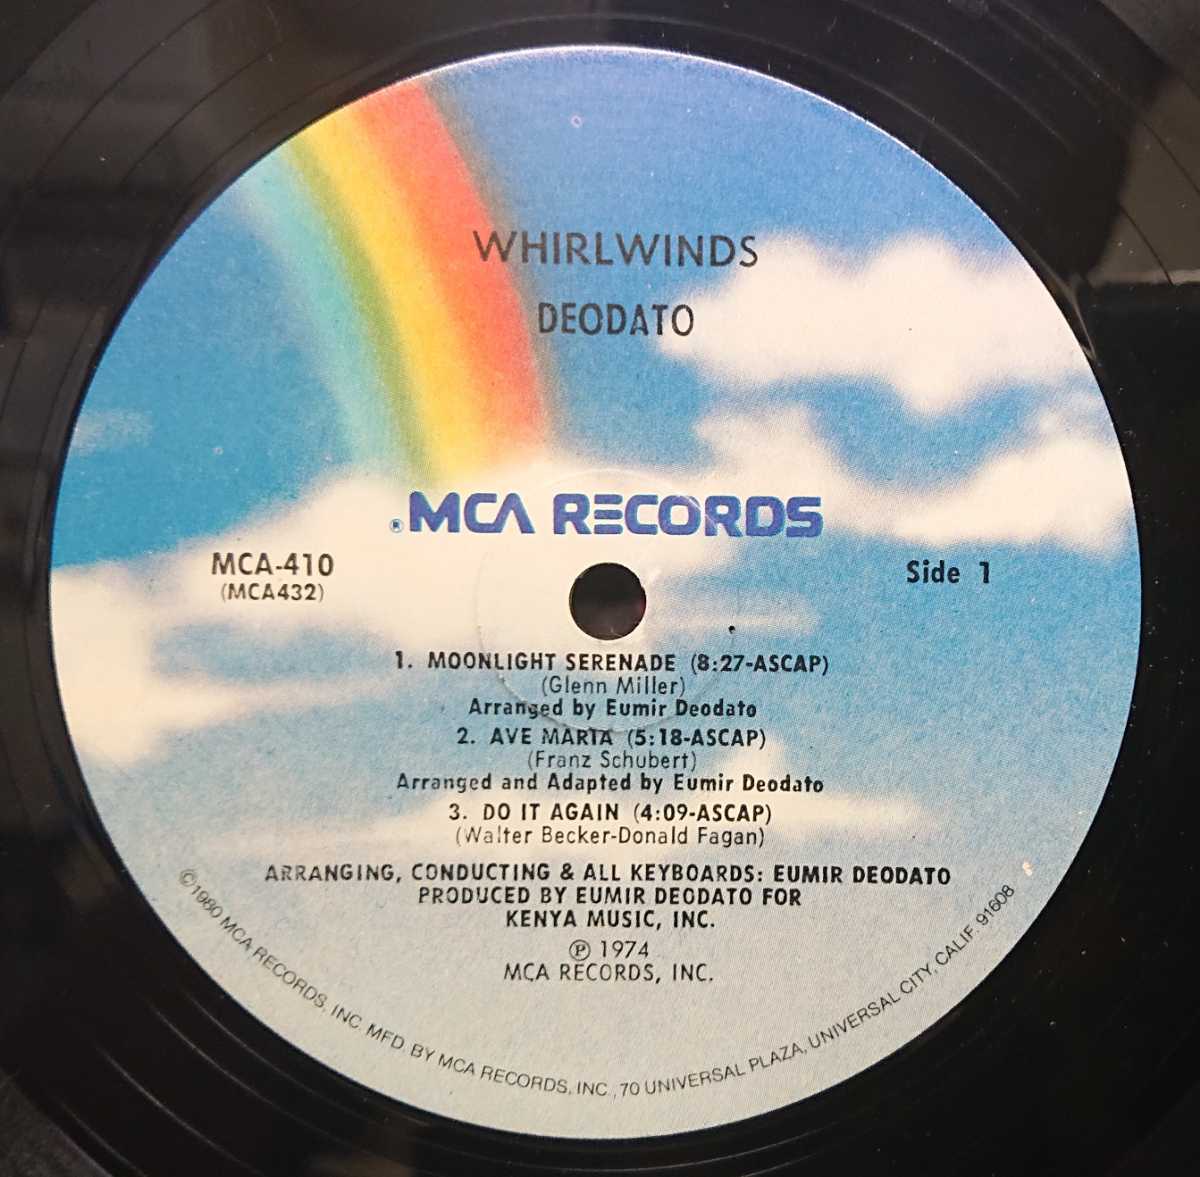 WHIRLWINDS
DEODATO
® MCA RECORDS
MCA-410
(MCA432)
Side 1
1. MOONLIGHT SERENADE (8:27-ASCAP)
(Glenn Miller)
Arranged by Eumir Deodato
2. AVE MARIA (5:18-ASCAP)
(Franz Schubert)
Arranged and Adapted by Eumir Deodato
3. DO IT AGAIN (4:09-ASCAP)
(Walter Becker-Donald Fagan)
ARRANGING, CONDUCTING & ALL KEYBOARDS: EUMIR DEODATO
PRODUCED BY EUMIR DEODATO FOR
KENYA MUSIC, INC.
℗ 1974
MCA RECORDS, INC.
©1980 MCA RECORDS, INC. MFD. BY MCA RECORDS, INC., 70 UNIVERSAL PLAZA, UNIVERSAL CITY, CALIF. 91608